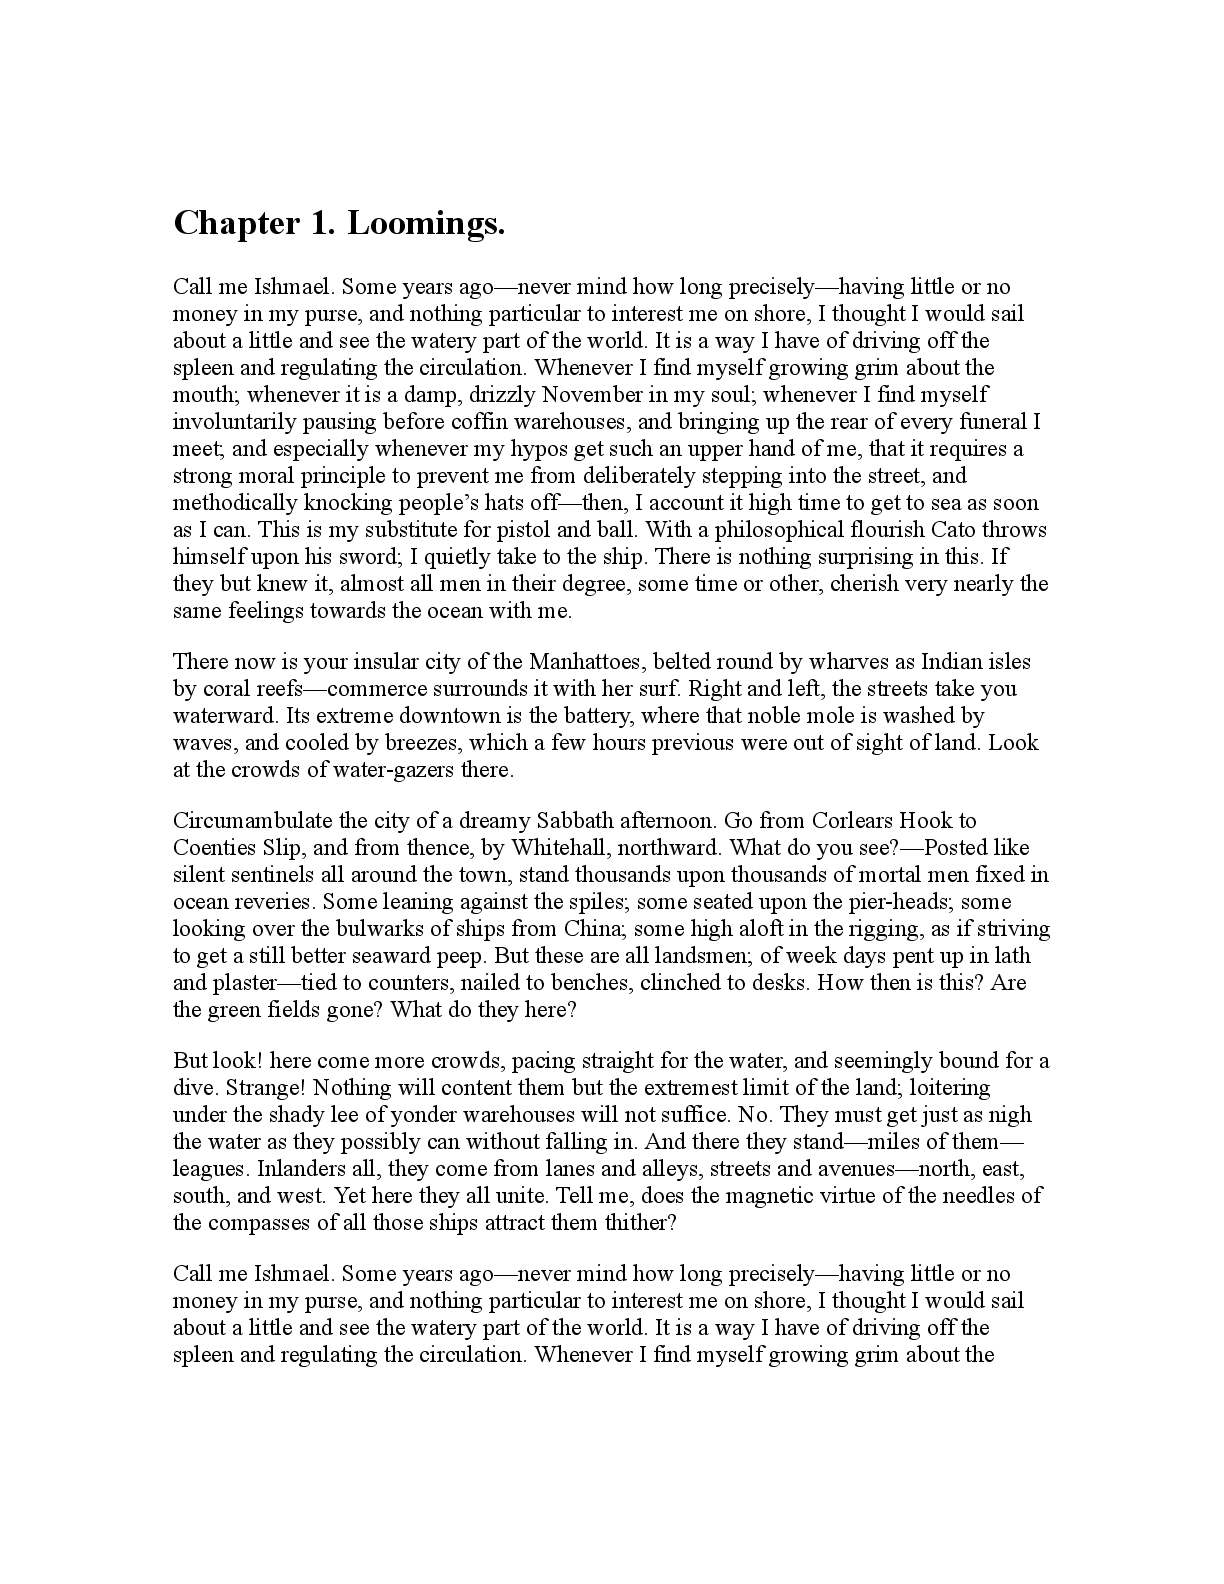 Chapter 1. Loomings.
Call me Ishmael. Some years ago—never mind how long precisely—having little or no
money in my purse, and nothing particular to interest me on shore, I thought I would sail
about a little and see the watery part of the world. It is a way I have of driving off the
spleen and regulating the circulation. Whenever I find myself growing grim about the
mouth; whenever it is a damp, drizzly November in my soul; whenever I find myself
involuntarily pausing before coffin warehouses, and bringing up the rear of every funeral I
meet; and especially whenever my hypos get such an upper hand of me, that it requires a
strong moral principle to prevent me from deliberately stepping into the street, and
methodically knocking people’s hats off—then, I account it high time to get to sea as soon
as I can. This is my substitute for pistol and ball. With a philosophical flourish Cato throws
himself upon his sword; I quietly take to the ship. There is nothing surprising in this. If
they but knew it, almost all men in their degree, some time or other, cherish very nearly the
same feelings towards the ocean with me.
There now is your insular city of the Manhattoes, belted round by wharves as Indian isles
by coral reefs—commerce surrounds it with her surf. Right and left, the streets take you
waterward. Its extreme downtown is the battery, where that noble mole is washed by
waves, and cooled by breezes, which a few hours previous were out of sight of land. Look
at the crowds of water-gazers there.
Circumambulate the city of a dreamy Sabbath afternoon. Go from Corlears Hook to
Coenties Slip, and from thence, by Whitehall, northward. What do you see?—Posted like
silent sentinels all around the town, stand thousands upon thousands of mortal men fixed in
ocean reveries. Some leaning against the spiles; some seated upon the pier-heads; some
looking over the bulwarks of ships from China; some high aloft in the rigging, as if striving
to get a still better seaward peep. But these are all landsmen; of week days pent up in lath
and plaster—tied to counters, nailed to benches, clinched to desks. How then is this? Are
the green fields gone? What do they here?
But look! here come more crowds, pacing straight for the water, and seemingly bound for a
dive. Strange! Nothing will content them but the extremest limit of the land; loitering
under the shady lee of yonder warehouses will not suffice. No. They must get just as nigh
the water as they possibly can without falling in. And there they stand—miles of them—
leagues. Inlanders all, they come from lanes and alleys, streets and avenues—north, east,
south, and west. Yet here they all unite. Tell me, does the magnetic virtue of the needles of
the compasses of all those ships attract them thither?
Call me Ishmael. Some years ago—never mind how long precisely—having little or no
money in my purse, and nothing particular to interest me on shore, I thought I would sail
about a little and see the watery part of the world. It is a way I have of driving off the
spleen and regulating the circulation. Whenever I find myself growing grim about the